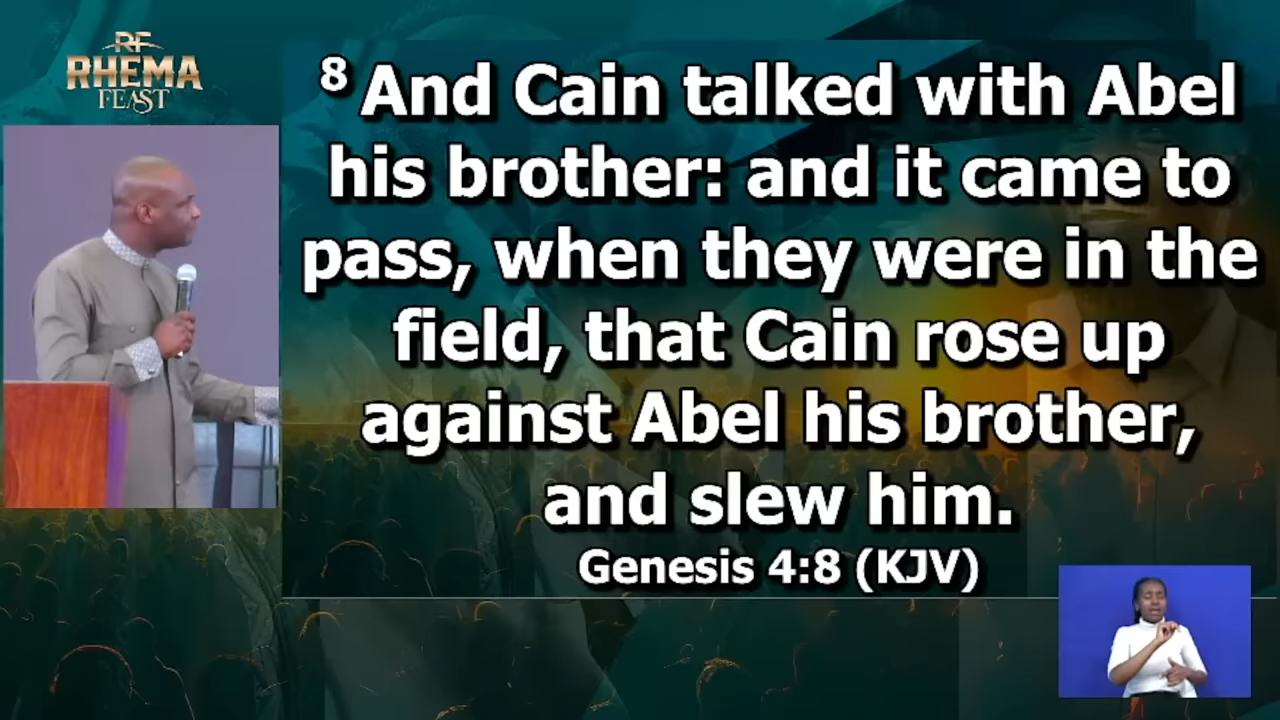 RF
RHEMA
FEAST
8 And Cain talked with Abel
his brother: and it came to
pass, when they were in the
field, that Cain rose up
against Abel his brother,
and slew him.
Genesis 4:8 (KJV)